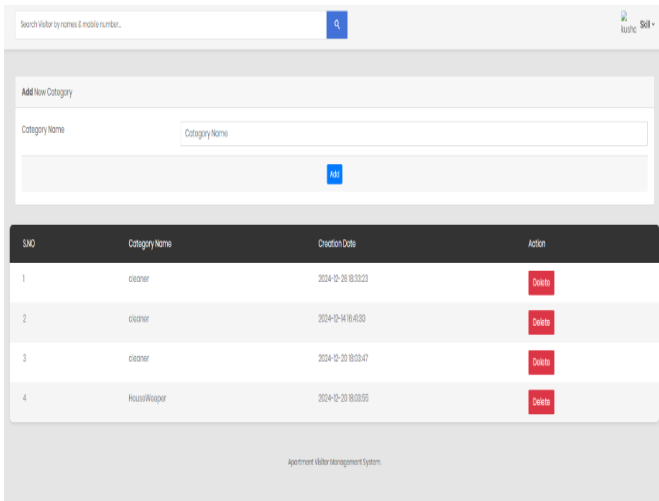 Search Visitor by names & mobile number...
kusho Skill
Add New Category
Category Name Category Name
Add
S.NO Category Name Creation Date Action
1 cleaner 2024-12-26 18:33:23 Delete
2 cleaner 2024-12-14 16:41:30 Delete
3 cleaner 2024-12-20 18:03:47 Delete
4 HouseWeeper 2024-12-20 18:03:55 Delete
Apartment Visitor Management System.